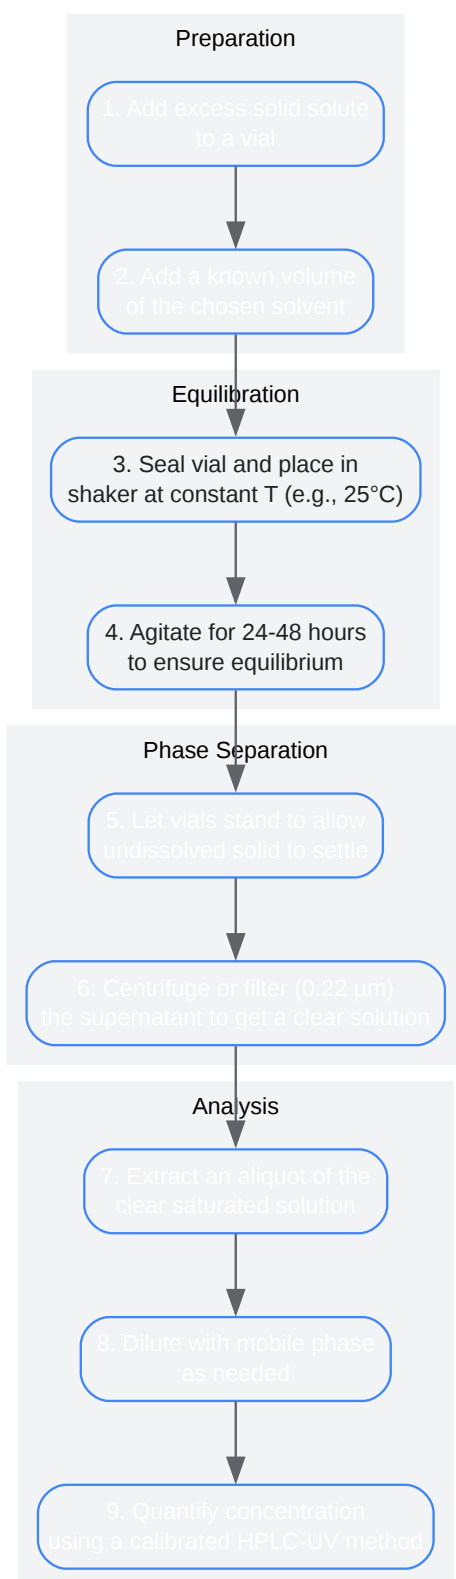 Preparation
1. Add excess solid solute
to a vial
2. Add a known volume
of the chosen solvent
Equilibration
3. Seal vial and place in
shaker at constant T (e.g., 25°C)
4. Agitate for 24-48 hours
to ensure equilibrium
Phase Separation
5. Let vials stand to allow
undissolved solid to settle
6. Centrifuge or filter (0.22 µm)
the supernatant to get a clear solution
Analysis
7. Extract an aliquot of the
clear saturated solution
8. Dilute with mobile phase
as needed
9. Quantify concentration
using a calibrated HPLC-UV method